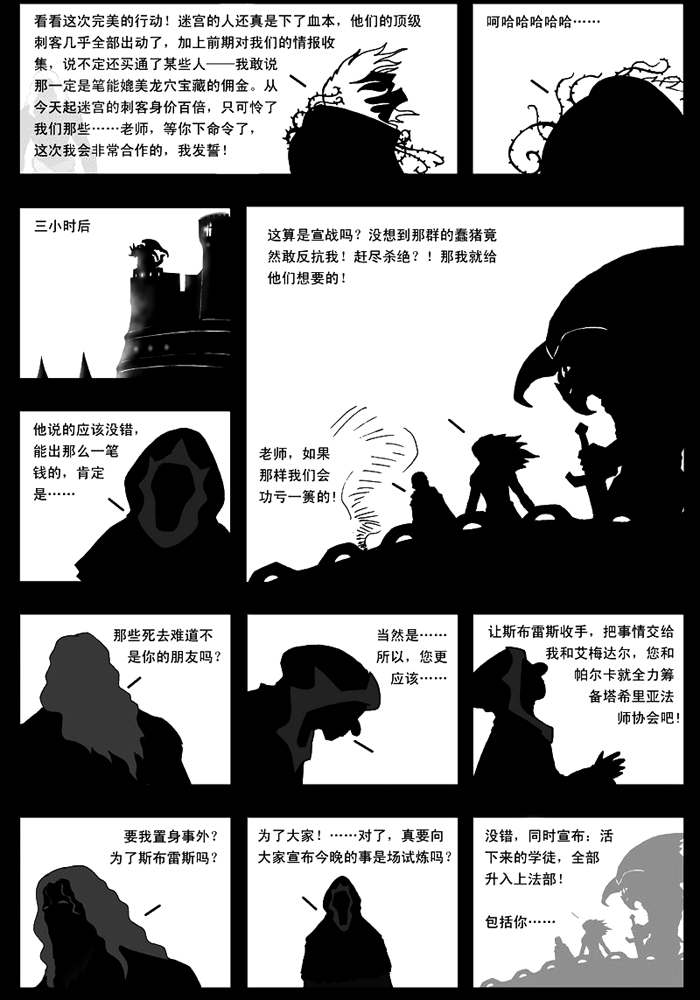 看看这次完美的行动！迷宫的人还真是下了血本，他们的顶级
刺客几乎全部出动了，加上前期对我们的情报收
集，说不定还买通了某些人——我敢说
那一定是笔能媲美龙穴宝藏的佣金。从
今天起迷宫的刺客身价百倍，只可怜了
我们那些……老师，等你下命令了，
这次我会非常合作的，我发誓！
呵哈哈哈哈哈……
三小时后
这算是宣战吗？没想到那群的蠢猪竟
然敢反抗我！赶尽杀绝？！那我就给
他们想要的！
老师，如果
那样我们会
功亏一篑的！
他说的应该没错，
能出那么一笔
钱的，肯定
是……
那些死去难道不
是你的朋友吗？
当然是……
所以，您更
应该……
让斯布雷斯收手，把事情交给
我和艾梅达尔，您和
帕尔卡就全力筹
备塔希里亚法
师协会吧！
要我置身事外？
为了斯布雷斯吗？
为了大家！……对了，真要向
大家宣布今晚的事是场试炼吗？
没错，同时宣布：活
下来的学徒，全部
升入上法部！
包括你……